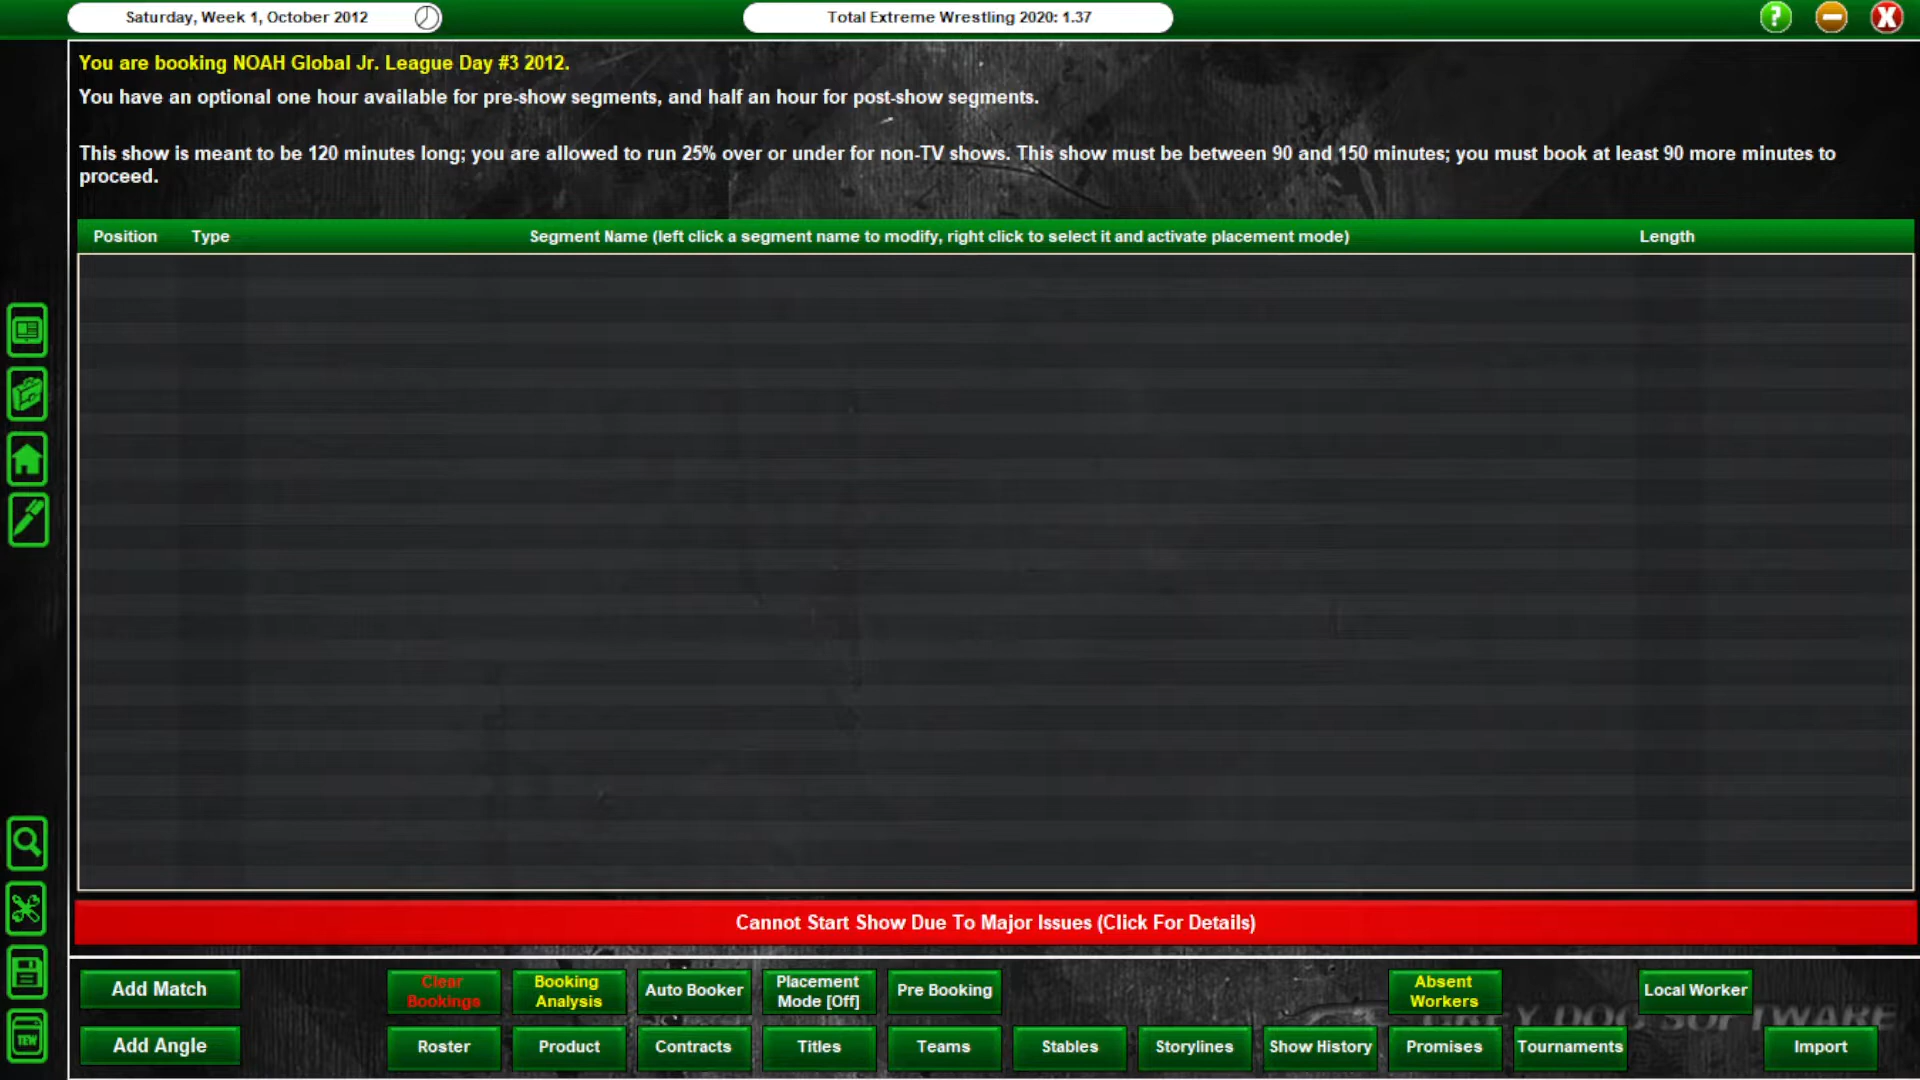 Saturday, Week 1, October 2012
Total Extreme Wrestling 2020: 1.37
You are booking NOAH Global Jr. League Day #3 2012.
You have an optional one hour available for pre-show segments, and half an hour for post-show segments.
This show is meant to be 120 minutes long; you are allowed to run 25% over or under for non-TV shows. This show must be between 90 and 150 minutes; you must book at least 90 more minutes to
proceed.
Position Type Segment Name (left click a segment name to modify, right click to select it and activate placement mode) Length
Cannot Start Show Due To Major Issues (Click For Details)
Add Match
Clear
Bookings
Booking
Analysis
Auto Booker
Placement
Mode [Off]
Pre Booking
Absent
Workers
Local Worker
GREY DOG SOFTWARE
Add Angle
Roster
Product
Contracts
Titles
Teams
Stables
Storylines
Show History
Promises
Tournaments
Import
TEW